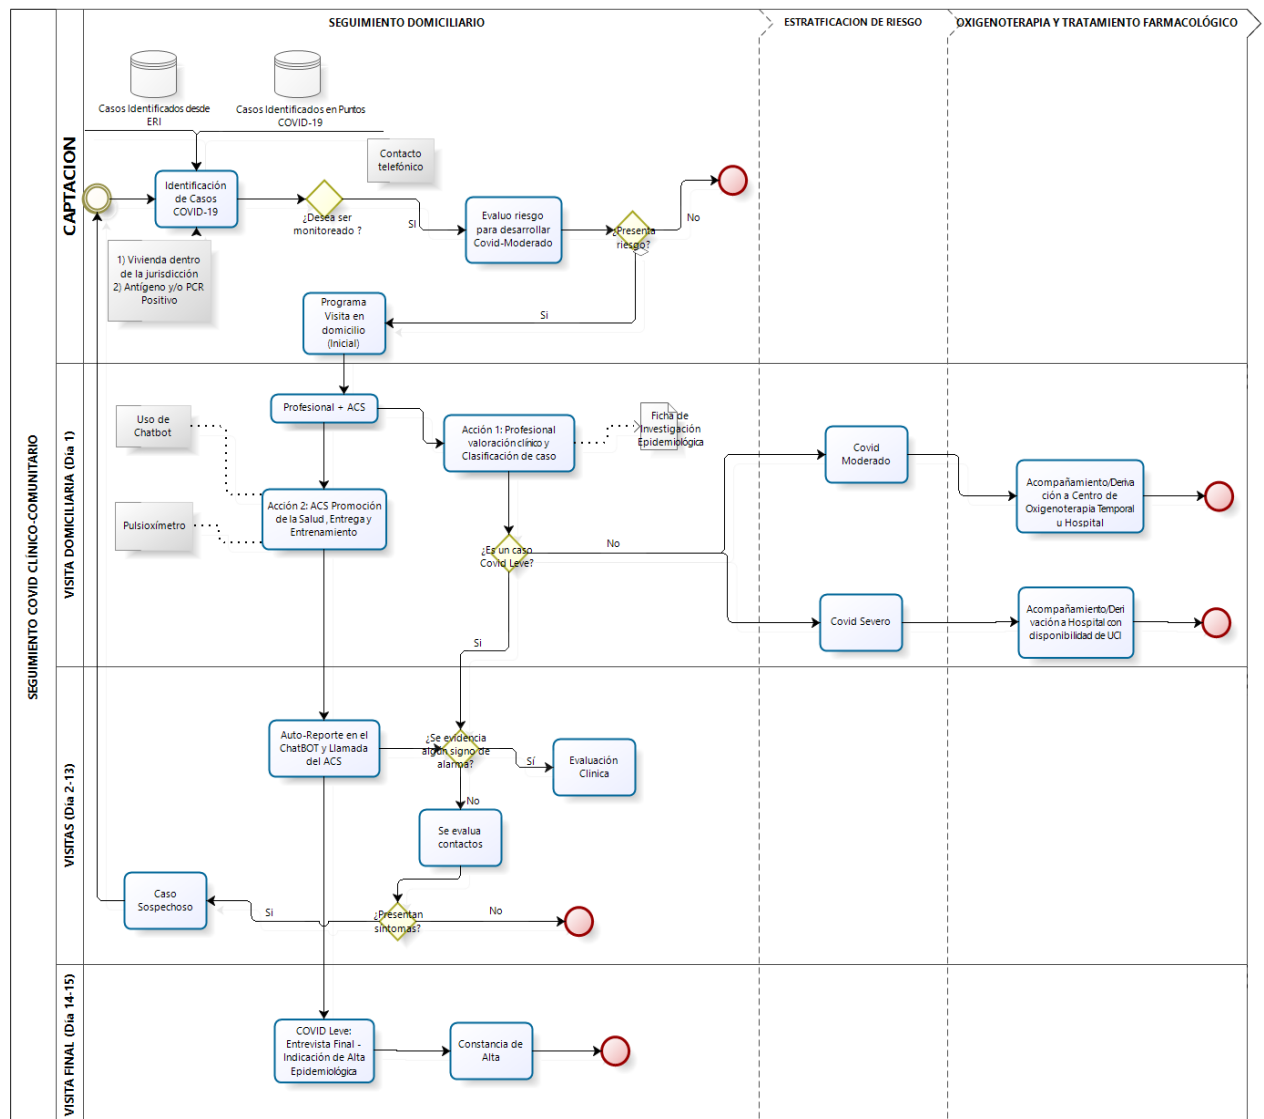 SEGUIMIENTO COVID CLÍNICO-COMUNITARIO
SEGUIMIENTO DOMICILIARIO
ESTRATFICACION DE RIESGO
OXIGENOTERAPIA Y TRATAMIENTO FARMACOLÓGICO
CAPTACION
Casos Identificados desde
ERI
Casos Identificados en Puntos
COVID-19
Contacto
telefónico
Identificación
de Casos
COVID-19
¿Desea ser
monitoreado ?
SI
Evaluo riesgo
para desarrollar
Covid-Moderado
¿Presenta
riesgo?
No
1) Vivienda dentro
de la jurisdicción
2) Antígeno y/o PCR
Positivo
Programa
Visita en
domicilio
(Inicial)
Si
VISITA DOMICILIARIA (Día 1)
Profesional + ACS
Uso de
Chatbot
Acción 1: Profesional
valoración clínico y
Clasificación de caso
Ficha de
Investigación
Epidemiológica
Covid
Moderado
Acompañamiento/Deriva
ción a Centro de
Oxigenoterapia Temporal
u Hospital
Pulsioxímetro
Acción 2: ACS Promoción
de la Salud , Entrega y
Entrenamiento
¿Es un caso
Covid Leve?
No
Covid Severo
Acompañamiento/Deri
vación a Hospital con
disponibilidad de UCI
Si
VISITAS (Día 2-13)
Auto-Reporte en el
ChatBOT y Llamada
del ACS
¿Se evidencia
algún signo de
alarma?
Sí
Evaluación
Clinica
No
Se evalua
contactos
Caso
Sospechoso
Si
¿Presentan
síntomas?
No
VISITA FINAL (Día 14-15)
COVID Leve:
Entrevista Final -
Indicación de Alta
Epidemiológica
Constancia de
Alta